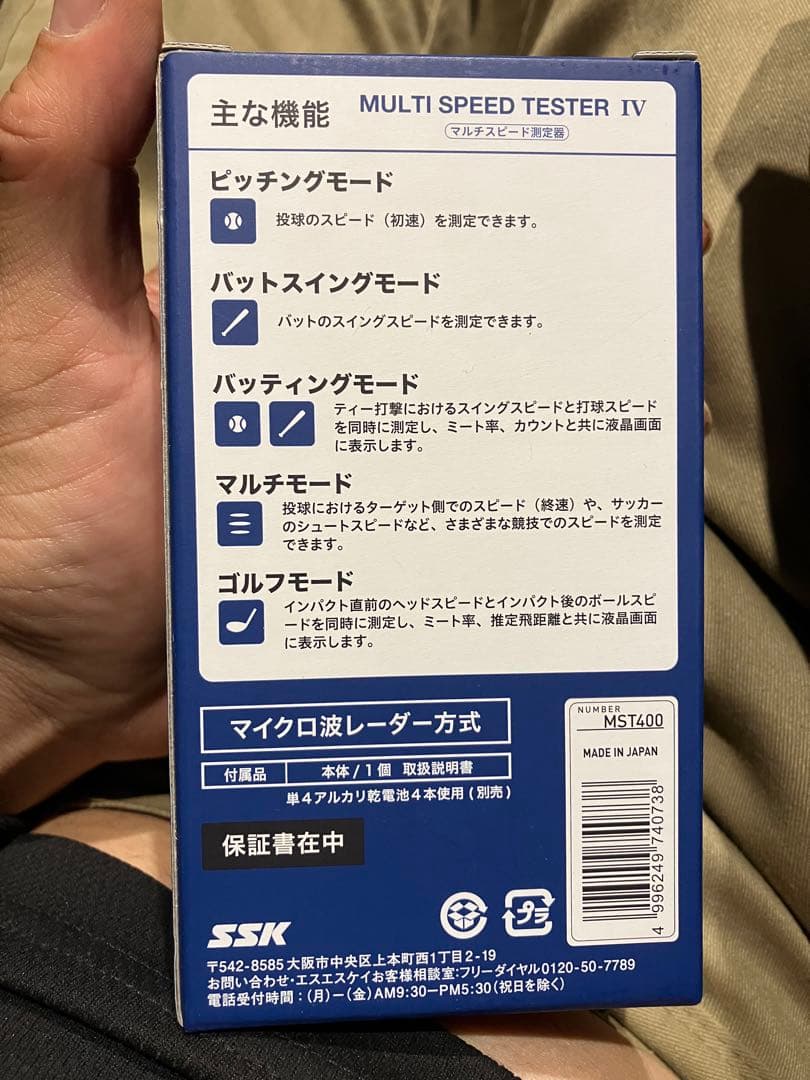 主な機能 MULTI SPEED TESTER Ⅳ
マルチスピード測定器
ピッチングモード
投球のスピード（初速）を測定できます。
バットスイングモード
バットのスイングスピードを測定できます。
バッティングモード
ティー打撃におけるスイングスピードと打球スピード
を同時に測定し、ミート率、カウントと共に液晶画面
に表示します。
マルチモード
投球におけるターゲット側でのスピード（終速）や、サッカー
のシュートスピードなど、さまざまな競技でのスピードを測定
できます。
ゴルフモード
インパクト直前のヘッドスピードとインパクト後のボールスピ
ードを同時に測定し、ミート率、推定飛距離と共に液晶画面
に表示します。
マイクロ波レーダー方式
付属品 本体/1個 取扱説明書
単4アルカリ乾電池4本使用(別売)
保証書在中
NUMBER
MST400
MADE IN JAPAN
4 996249 740738
プラ
SSK
〒542-8585 大阪市中央区上本町西1丁目2-19
お問い合わせ・エスエスケイお客様相談室:フリーダイヤル0120-50-7789
電話受付時間：(月)ー(金)AM9:30-PM5:30(祝日を除く)